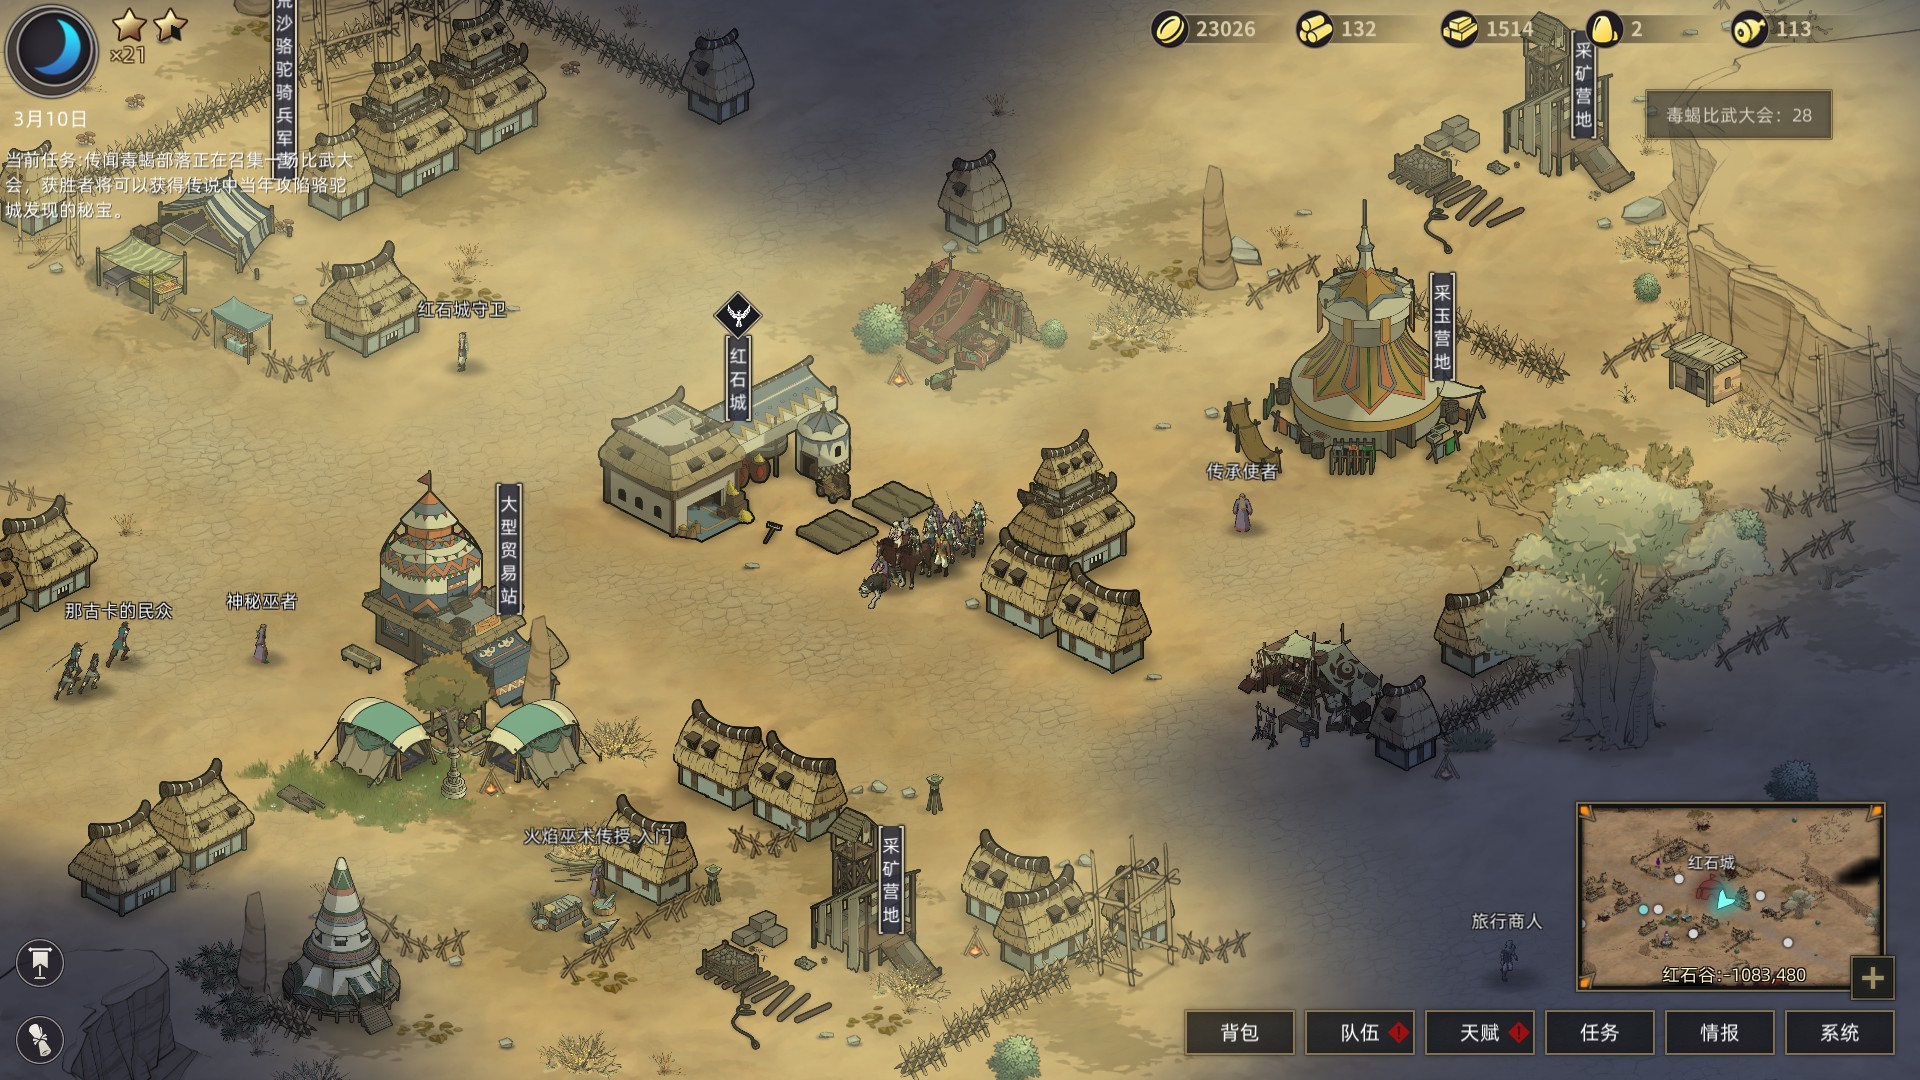 ×21
3月10日
当前任务:传闻毒蝎部落正在召集一场比武大
会，获胜者将可以获得传说中当年攻陷骆驼
城发现的秘宝。
荒沙骆驼骑兵军营
23026
132
1514
2
113
毒蝎比武大会：28
采矿营地
采玉营地
红石城守卫
红石城
传承使者
大型贸易站
那古卡的民众
神秘巫者
火焰巫术传授.入门
采矿营地
旅行商人
红石城
红石谷:-1083,480
背包
队伍
天赋
任务
情报
系统